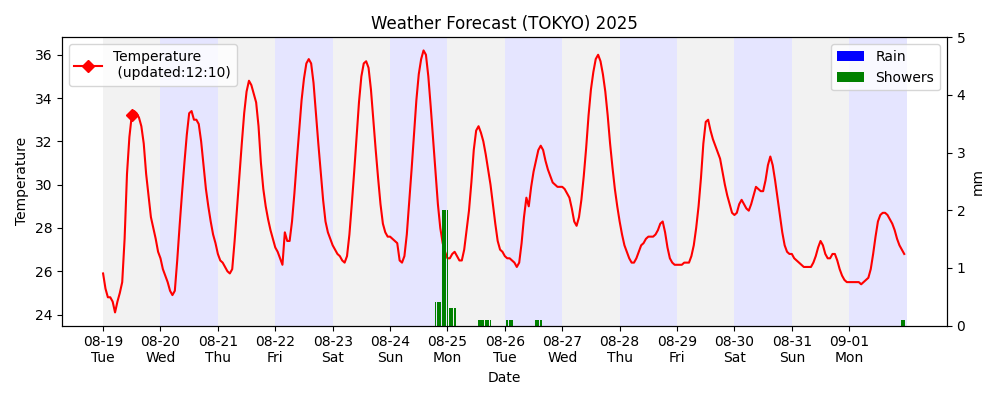 Weather Forecast (TOKYO) 2025
Temperature
(updated:12:10)
Rain
Showers
36
34
32
30
28
26
24
Temperature
5
4
3
2
1
0
mm
08-19 08-20 08-21 08-22 08-23 08-24 08-25 08-26 08-27 08-28 08-29 08-30 08-31 09-01
Tue Wed Thu Fri Sat Sun Mon Tue Wed Thu Fri Sat Sun Mon
Date